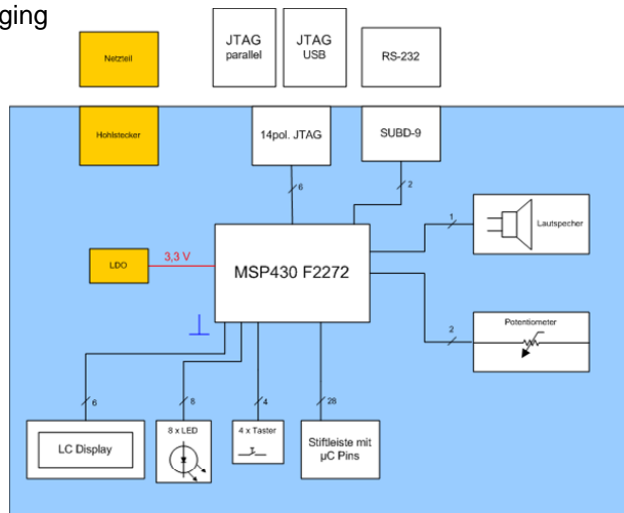 ging
Netzteil
JTAG
parallel
JTAG
USB
RS-232
Hohlstecker
14pol. JTAG
SUBD-9
6
2
1
Lautspecher
LDO
3,3 V
MSP430 F2272
Potentiometer
2
6
8
4
28
LC Display
8 x LED
4 x Taster
Stiftleiste mit
µC Pins